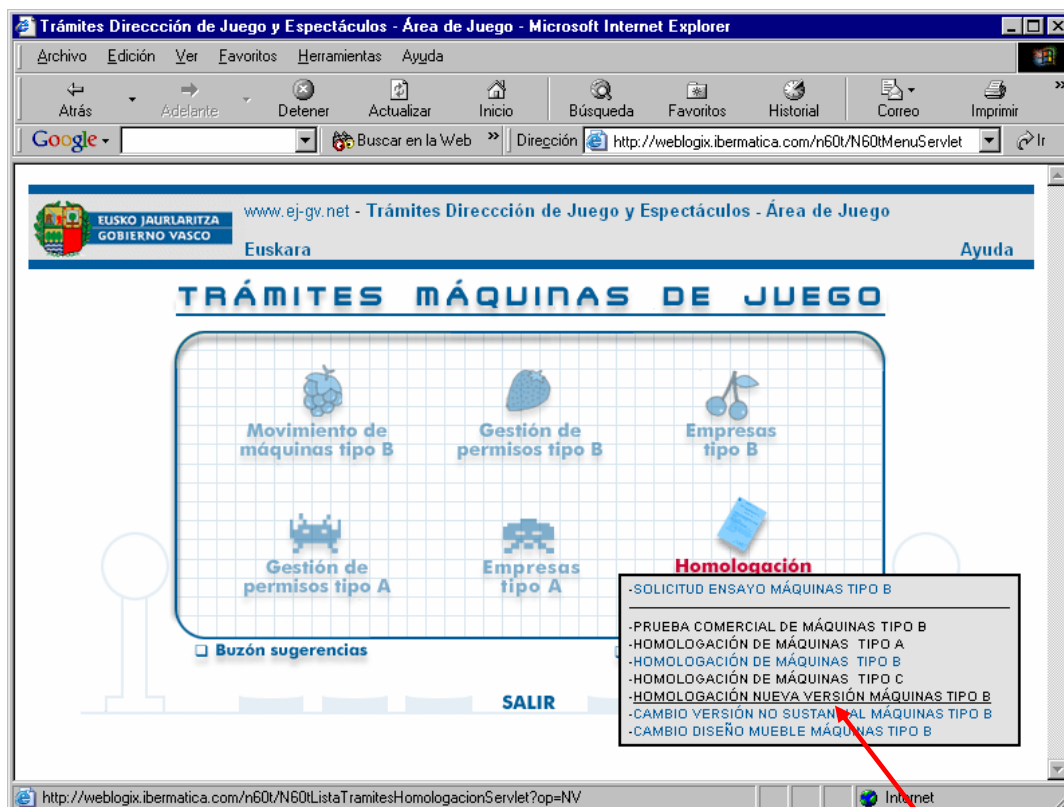 Trámites Direccción de Juego y Espectáculos - Área de Juego - Microsoft Internet Explorer
Archivo Edición Ver Favoritos Herramientas Ayuda
Atrás Adelante Detener Actualizar Inicio Búsqueda Favoritos Historial Correo Imprimir »
Google Buscar en la Web » Dirección http://weblogix.ibermatica.com/n60t/N60tMenuServlet Ir
EUSKO JAURLARITZA
GOBIERNO VASCO
www.ej-gv.net - Trámites Direccción de Juego y Espectáculos - Área de Juego
Euskara Ayuda
TRÁMITES MÁQUINAS DE JUEGO
Movimiento de
máquinas tipo B
Gestión de
permisos tipo B
Empresas
tipo B
Gestión de
permisos tipo A
Empresas
tipo A
Homologación
-SOLICITUD ENSAYO MÁQUINAS TIPO B
-PRUEBA COMERCIAL DE MÁQUINAS TIPO B
-HOMOLOGACIÓN DE MÁQUINAS TIPO A
-HOMOLOGACIÓN DE MÁQUINAS TIPO B
-HOMOLOGACIÓN DE MÁQUINAS TIPO C
-HOMOLOGACIÓN NUEVA VERSIÓN MÁQUINAS TIPO B
-CAMBIO VERSIÓN NO SUSTANCIAL MÁQUINAS TIPO B
-CAMBIO DISEÑO MUEBLE MÁQUINAS TIPO B
Buzón sugerencias
SALIR
http://weblogix.ibermatica.com/n60t/N60tListaTramitesHomologacionServlet?op=NV Internet